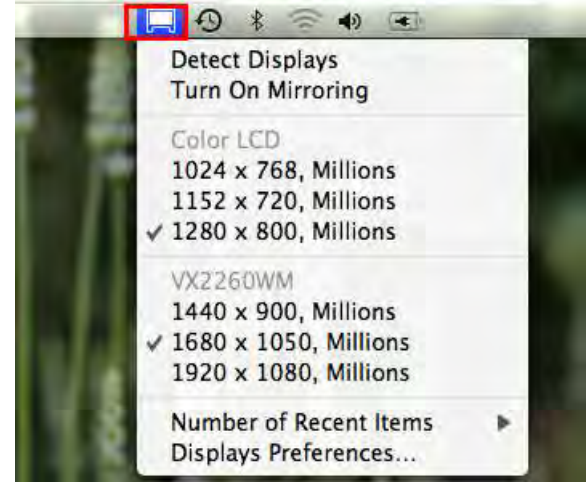 Detect Displays
Turn On Mirroring
Color LCD
1024 x 768, Millions
1152 x 720, Millions
1280 x 800, Millions
VX2260WM
1440 x 900, Millions
1680 x 1050, Millions
1920 x 1080, Millions
Number of Recent Items
Displays Preferences...